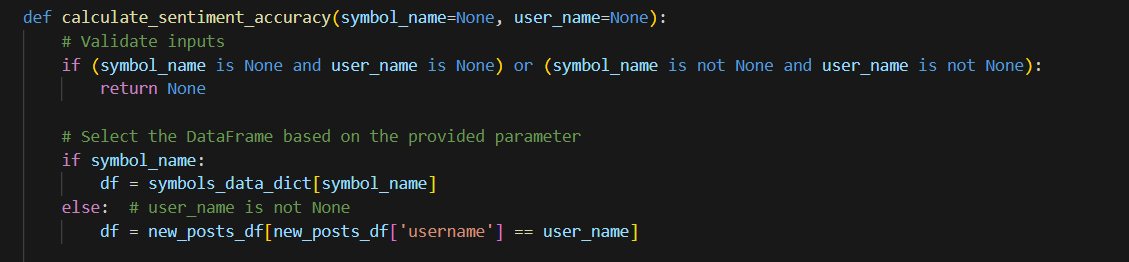 def calculate_sentiment_accuracy(symbol_name=None, user_name=None):
    # Validate inputs
    if (symbol_name is None and user_name is None) or (symbol_name is not None and user_name is not None):
        return None

    # Select the DataFrame based on the provided parameter
    if symbol_name:
        df = symbols_data_dict[symbol_name]
    else:  # user_name is not None
        df = new_posts_df[new_posts_df['username'] == user_name]